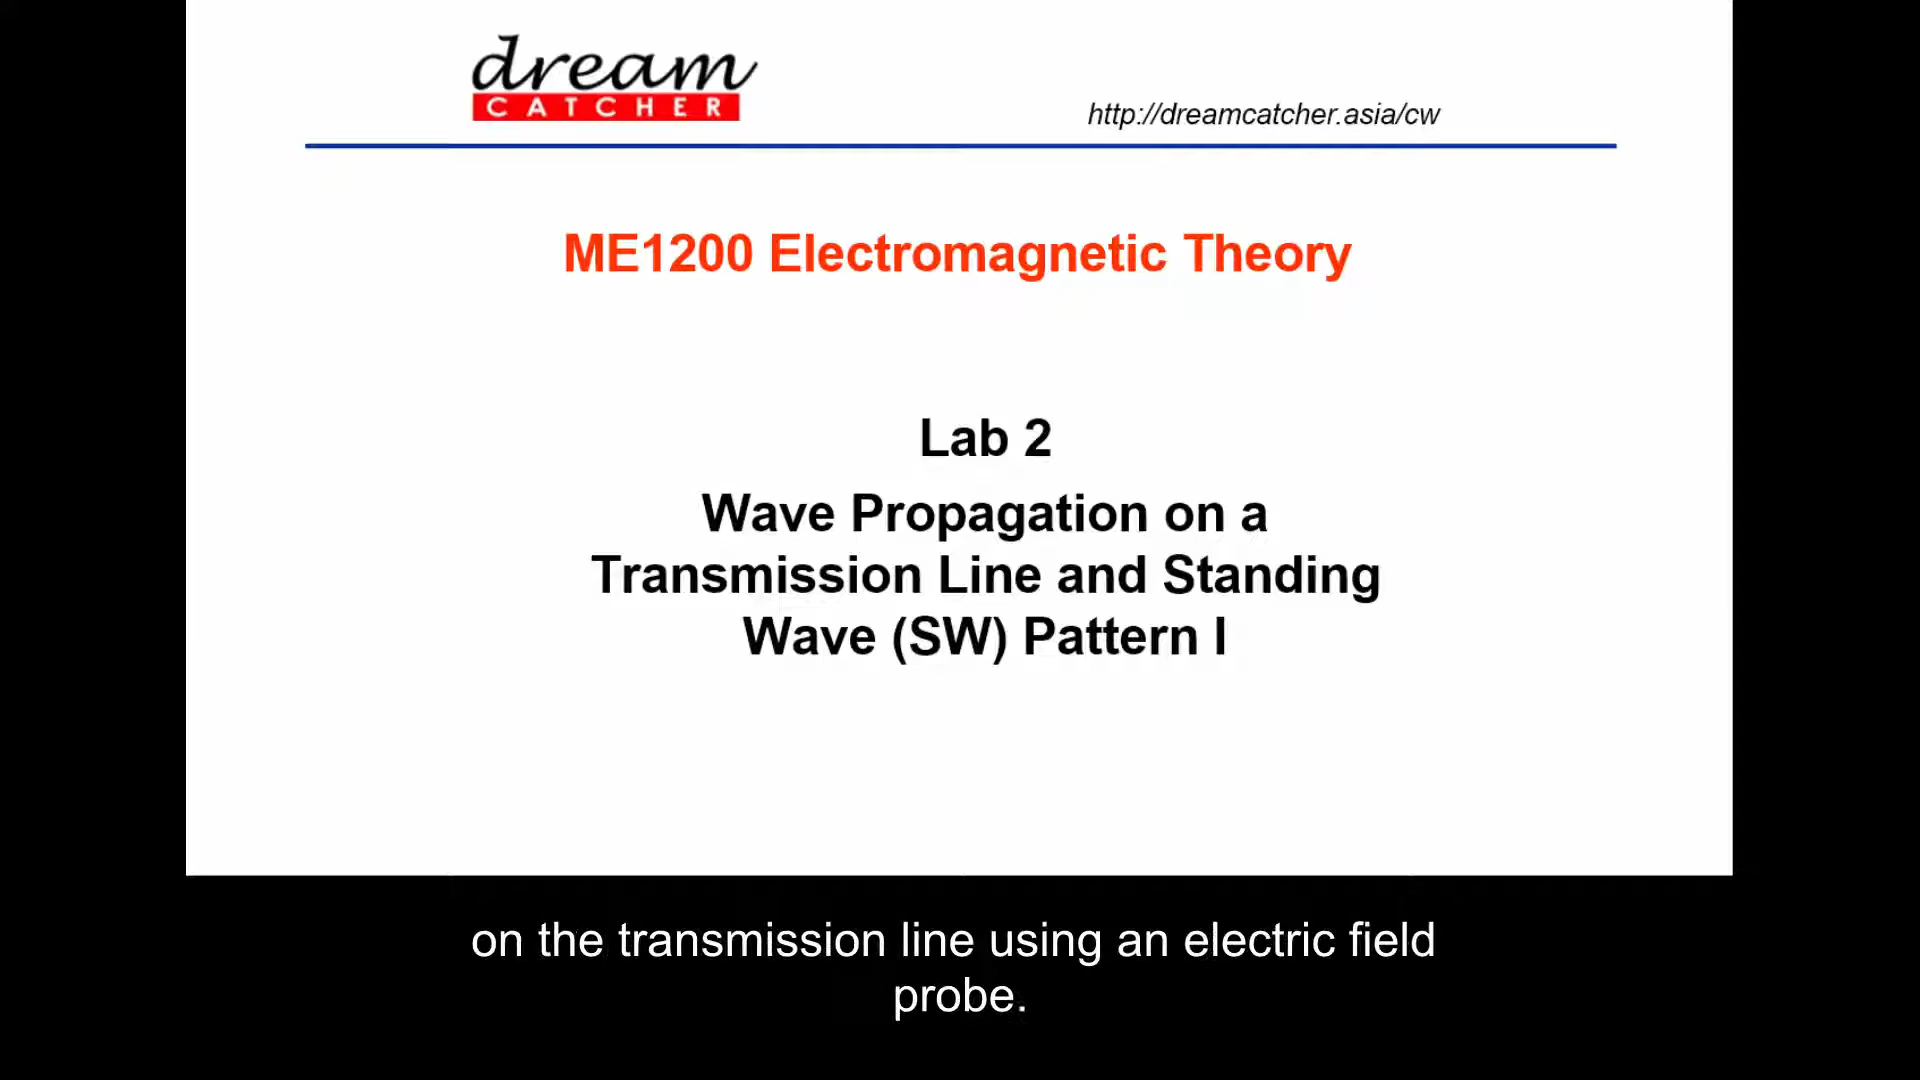 dream
CATCHER
http://dreamcatcher.asia/cw
ME1200 Electromagnetic Theory
Lab 2
Wave Propagation on a
Transmission Line and Standing
Wave (SW) Pattern I
on the transmission line using an electric field
probe.